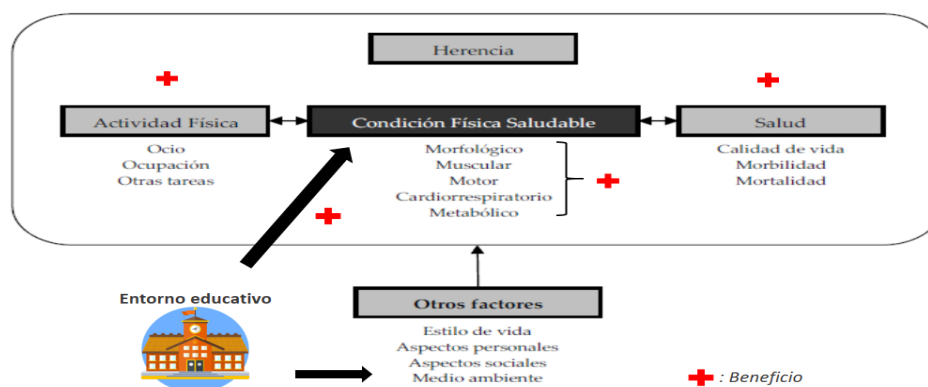 Herencia
Actividad Física
Condición Física Saludable
Salud
Ocio
Ocupación
Otras tareas
Morfológico
Muscular
Motor
Cardiorrespiratorio
Metabólico
Calidad de vida
Morbilidad
Mortalidad
Entorno educativo
Otros factores
Estilo de vida
Aspectos personales
Aspectos sociales
Medio ambiente
: Beneficio